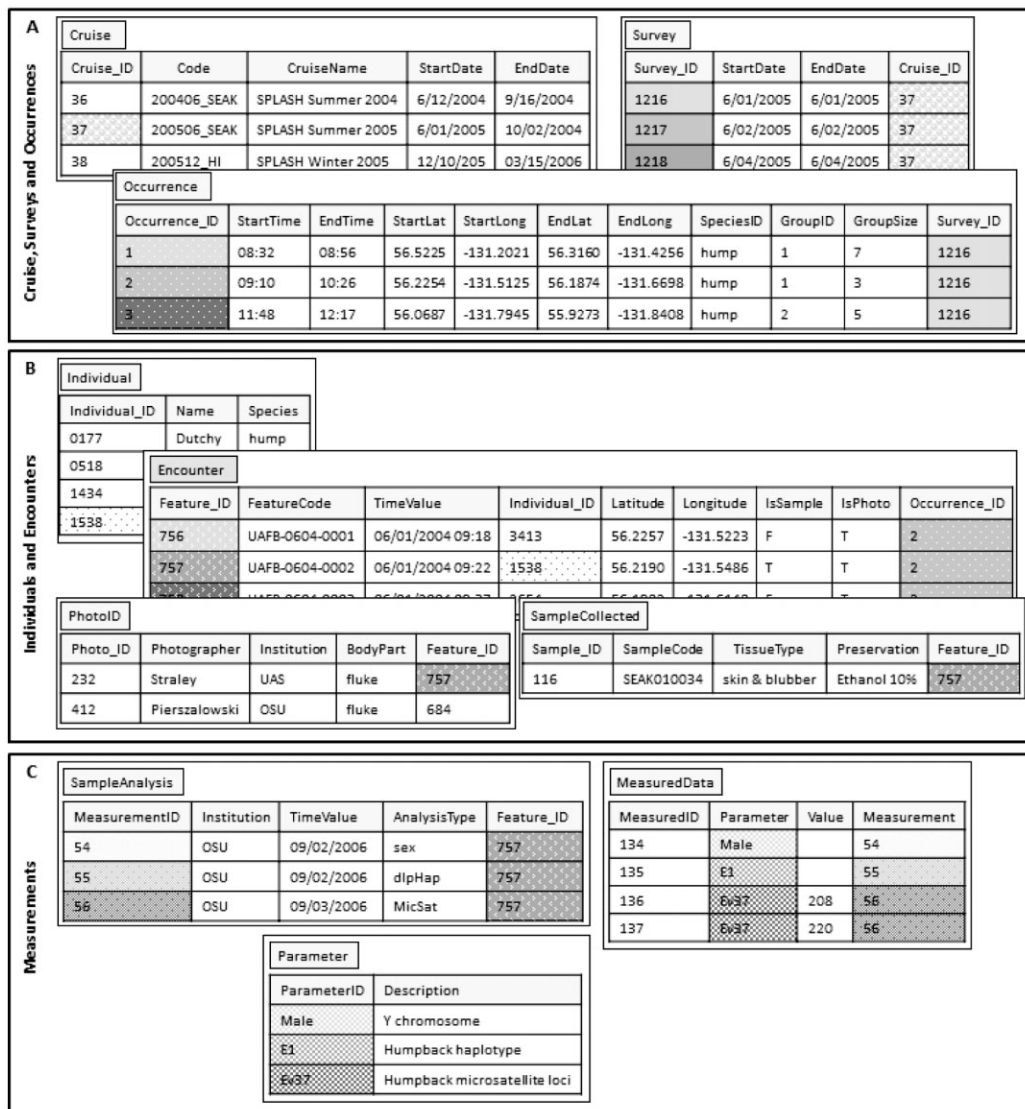 A
Cruise, Surveys and Occurrences
Cruise
Cruise_ID Code CruiseName StartDate EndDate
36 200406_SEAK SPLASH Summer 2004 6/12/2004 9/16/2004
37 200506_SEAK SPLASH Summer 2005 6/01/2005 10/02/2004
38 200512_HI SPLASH Winter 2005 12/10/205 03/15/2006
Survey
Survey_ID StartDate EndDate Cruise_ID
1216 6/01/2005 6/01/2005 37
1217 6/02/2005 6/02/2005 37
1218 6/04/2005 6/04/2005 37
Occurrence
Occurrence_ID StartTime EndTime StartLat StartLong EndLat EndLong SpeciesID GroupID GroupSize Survey_ID
1 08:32 08:56 56.5225 -131.2021 56.3160 -131.4256 hump 1 7 1216
2 09:10 10:26 56.2254 -131.5125 56.1874 -131.6698 hump 1 3 1216
3 11:48 12:17 56.0687 -131.7945 55.9273 -131.8408 hump 2 5 1216
B
Individuals and Encounters
Individual
Individual_ID Name Species
0177 Dutchy hump
0518
1434
1538
Encounter
Feature_ID FeatureCode TimeValue Individual_ID Latitude Longitude IsSample IsPhoto Occurrence_ID
756 UAFB-0604-0001 06/01/2004 09:18 3413 56.2257 -131.5223 F T 2
757 UAFB-0604-0002 06/01/2004 09:22 1538 56.2190 -131.5486 T T 2
PhotoID
Photo_ID Photographer Institution BodyPart Feature_ID
232 Straley UAS fluke 757
412 Pierszalowski OSU fluke 684
SampleCollected
Sample_ID SampleCode TissueType Preservation Feature_ID
116 SEAK010034 skin & blubber Ethanol 10% 757
C
Measurements
SampleAnalysis
MeasurementID Institution TimeValue AnalysisType Feature_ID
54 OSU 09/02/2006 sex 757
55 OSU 09/02/2006 dlpHap 757
56 OSU 09/03/2006 MicSat 757
MeasuredData
MeasuredID Parameter Value Measurement
134 Male 54
135 E1 55
136 Ev37 208 56
137 Ev37 220 56
Parameter
ParameterID Description
Male Y chromosome
E1 Humpback haplotype
Ev37 Humpback microsatellite loci